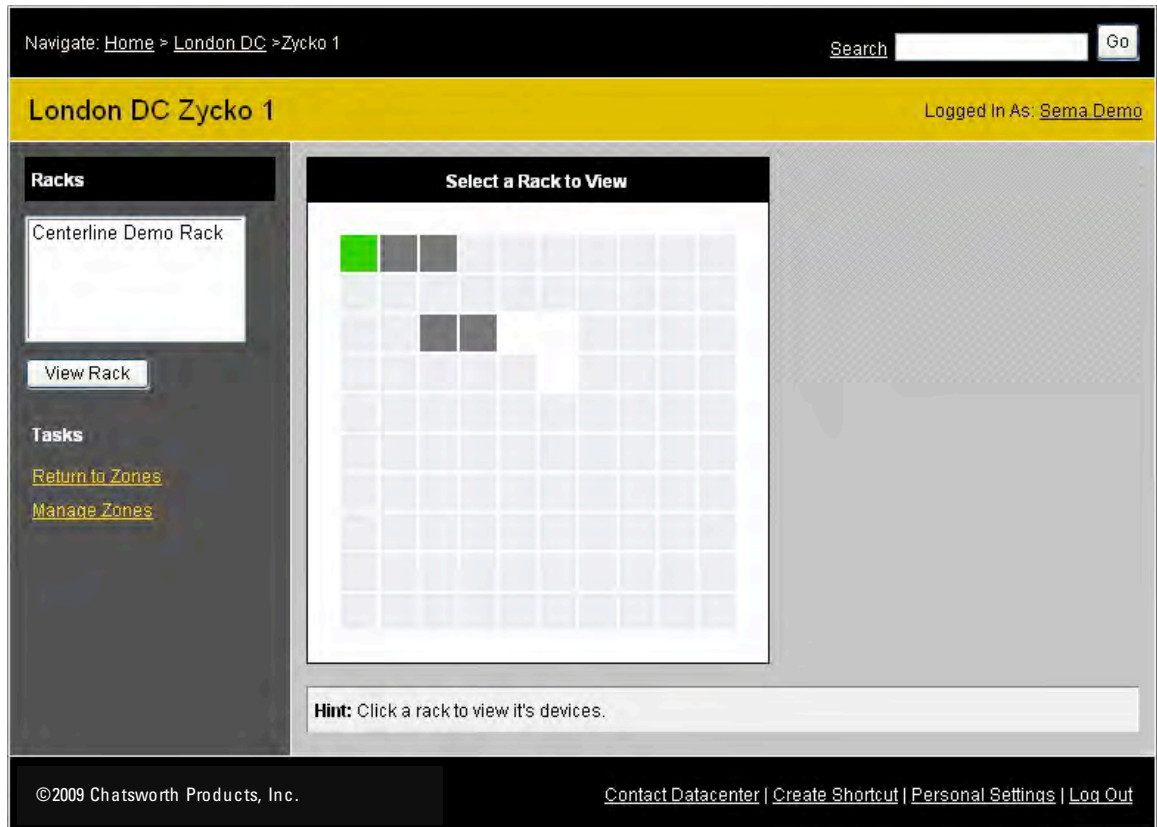 Navigate: Home > London DC >Zycko 1
Search
Go
London DC Zycko 1
Logged In As: Sema Demo
Racks
Centerline Demo Rack
View Rack
Tasks
Return to Zones
Manage Zones
Select a Rack to View
Hint: Click a rack to view it's devices.
©2009 Chatsworth Products, Inc.
Contact Datacenter | Create Shortcut | Personal Settings | Log Out